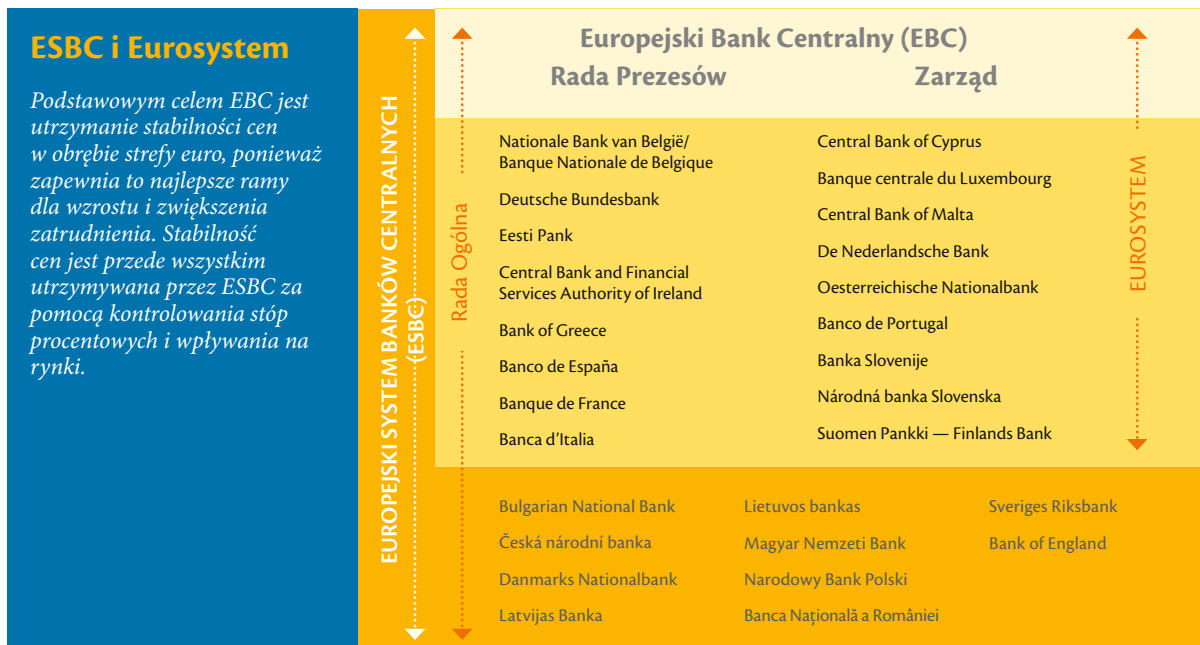 ESBC i Eurosystem
Podstawowym celem EBC jest
utrzymanie stabilności cen
w obrębie strefy euro, ponieważ
zapewnia to najlepsze ramy
dla wzrostu i zwiększenia
zatrudnienia. Stabilność
cen jest przede wszystkim
utrzymywana przez ESBC za
pomocą kontrolowania stóp
procentowych i wpływania na
rynki.
EUROPEJSKI SYSTEM BANKÓW CENTRALNYCH
(ESBC)
Rada Ogólna
Europejski Bank Centralny (EBC)
Rada Prezesów
Zarząd
Nationale Bank van België/
Banque Nationale de Belgique
Deutsche Bundesbank
Eesti Pank
Central Bank and Financial
Services Authority of Ireland
Bank of Greece
Banco de España
Banque de France
Banca d’Italia
Central Bank of Cyprus
Banque centrale du Luxembourg
Central Bank of Malta
De Nederlandsche Bank
Oesterreichische Nationalbank
Banco de Portugal
Banka Slovenije
Národná banka Slovenska
Suomen Pankki — Finlands Bank
EUROSYSTEM
Bulgarian National Bank
Česká národní banka
Danmarks Nationalbank
Latvijas Banka
Lietuvos bankas
Magyar Nemzeti Bank
Narodowy Bank Polski
Banca Națională a României
Sveriges Riksbank
Bank of England